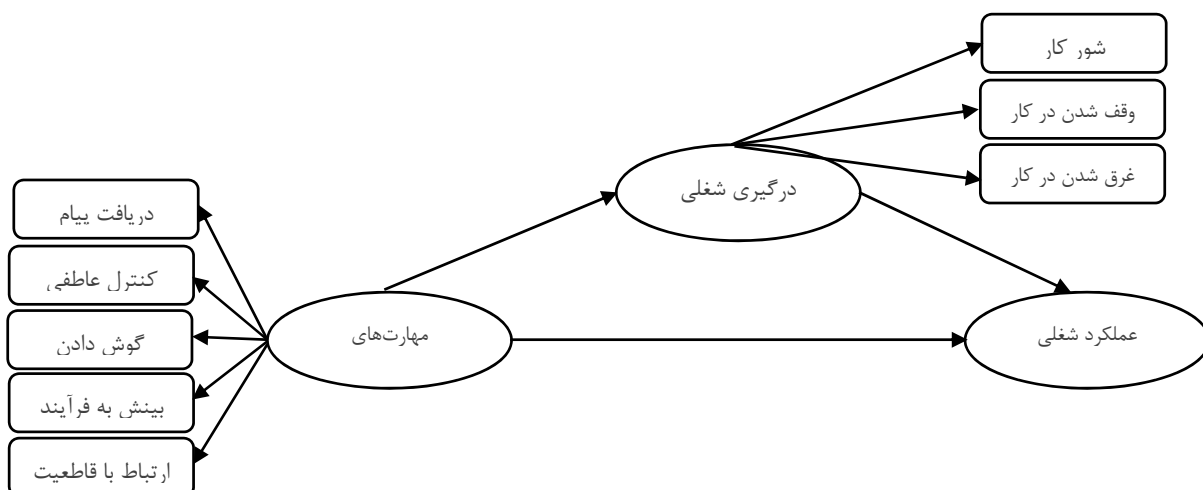 شور کار
وقف شدن در کار
غرق شدن در کار
درگیری شغلی
دریافت پیام
کنترل عاطفی
گوش دادن
بینش به فرآیند
ارتباط با قاطعیت
مهارت‌های
عملکرد شغلی